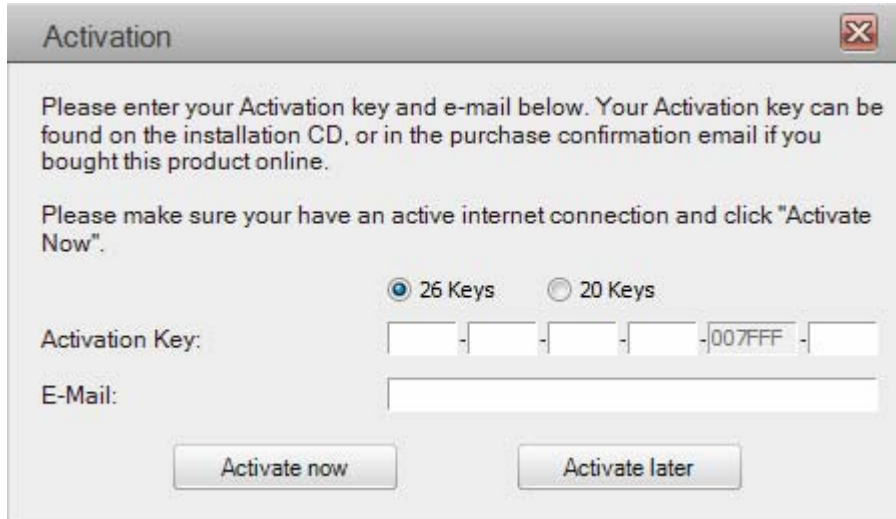 Activation
Please enter your Activation key and e-mail below. Your Activation key can be
found on the installation CD, or in the purchase confirmation email if you
bought this product online.
Please make sure your have an active internet connection and click "Activate
Now".
26 Keys 20 Keys
Activation Key: - - - -007FFF -
E-Mail:
Activate now Activate later